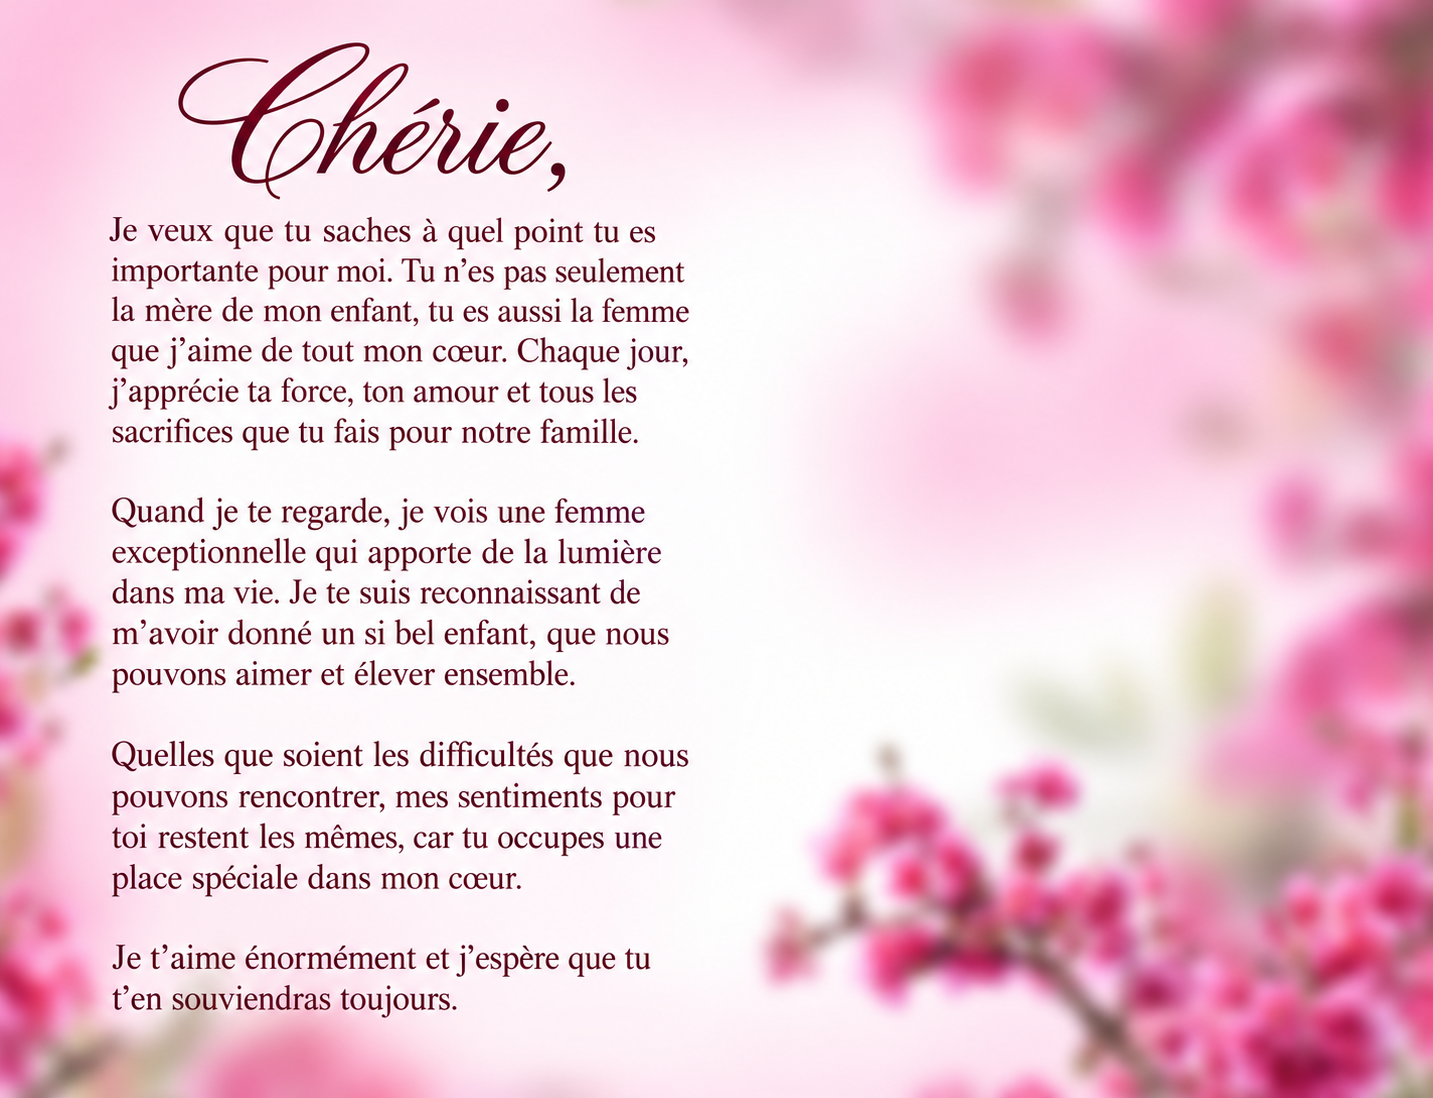 Chérie,
Je veux que tu saches à quel point tu es
importante pour moi. Tu n’es pas seulement
la mère de mon enfant, tu es aussi la femme
que j’aime de tout mon cœur. Chaque jour,
j’apprécie ta force, ton amour et tous les
sacrifices que tu fais pour notre famille.
Quand je te regarde, je vois une femme
exceptionnelle qui apporte de la lumière
dans ma vie. Je te suis reconnaissant de
m’avoir donné un si bel enfant, que nous
pouvons aimer et élever ensemble.
Quelles que soient les difficultés que nous
pouvons rencontrer, mes sentiments pour
toi restent les mêmes, car tu occupes une
place spéciale dans mon cœur.
Je t’aime énormément et j’espère que tu
t’en souviendras toujours.